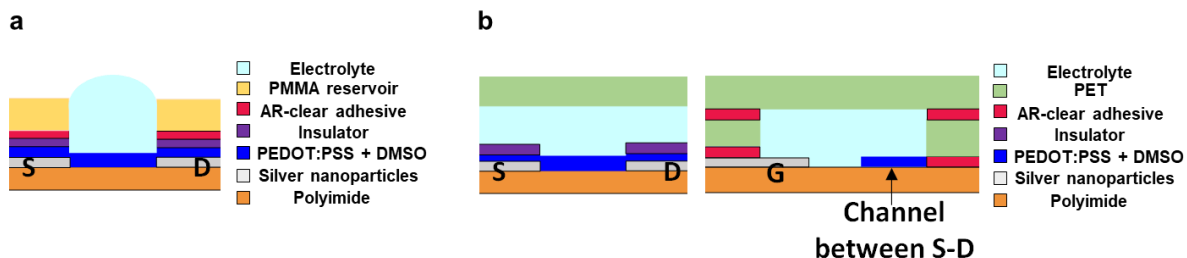 a
Electrolyte
PMMA reservoir
AR-clear adhesive
Insulator
PEDOT:PSS + DMSO
Silver nanoparticles
Polyimide
S
D
b
S
D
G
Channel
between S-D
Electrolyte
PET
AR-clear adhesive
Insulator
PEDOT:PSS + DMSO
Silver nanoparticles
Polyimide